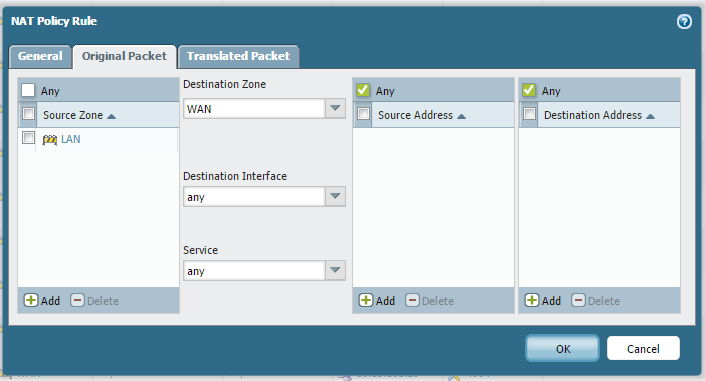 NAT Policy Rule
General
Original Packet
Translated Packet
Any
Source Zone
LAN
Add
Delete
Destination Zone
WAN
Destination Interface
any
Service
any
Any
Source Address
Add
Delete
Any
Destination Address
Add
Delete
OK
Cancel